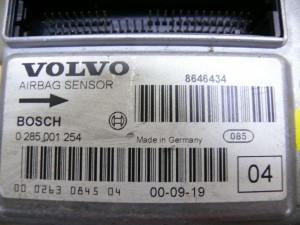 VOLVO
8646434
AIRBAG SENSOR
BOSCH
0 285 001 254
Made in Germany
085
04
00 0263 0845 04
00-09-19